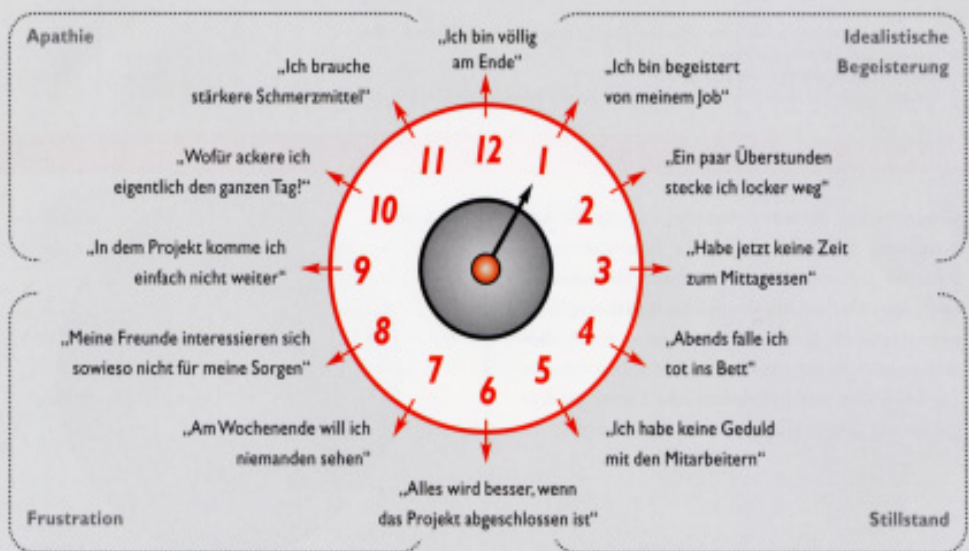 Apathie
„Ich bin völlig
am Ende“
Idealistische
Begeisterung
„Ich brauche
stärkere Schmerzmittel“
„Ich bin begeistert
von meinem Job“
„Wofür ackere ich
eigentlich den ganzen Tag!“
„Ein paar Überstunden
stecke ich locker weg“
„In dem Projekt komme ich
einfach nicht weiter“
„Habe jetzt keine Zeit
zum Mittagessen“
„Meine Freunde interessieren sich
sowieso nicht für meine Sorgen“
„Abends falle ich
tot ins Bett“
„Am Wochenende will ich
niemanden sehen“
„Ich habe keine Geduld
mit den Mitarbeitern“
„Alles wird besser, wenn
das Projekt abgeschlossen ist“
Frustration
Stillstand
12
1
2
3
4
5
6
7
8
9
10
11